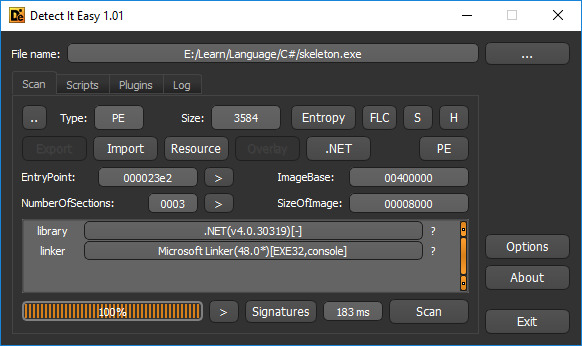 Detect It Easy 1.01
File name: E:/Learn/Language/C#/skeleton.exe ...
Scan Scripts Plugins Log
.. Type: PE Size: 3584 Entropy FLC S H
Export Import Resource Overlay .NET PE
EntryPoint: 000023e2 > ImageBase: 00400000
NumberOfSections: 0003 > SizeOfImage: 00008000
library .NET(v4.0.30319)[-] ?
linker Microsoft Linker(48.0*)[EXE32,console] ?
Options
About
100% > Signatures 183 ms Scan
Exit